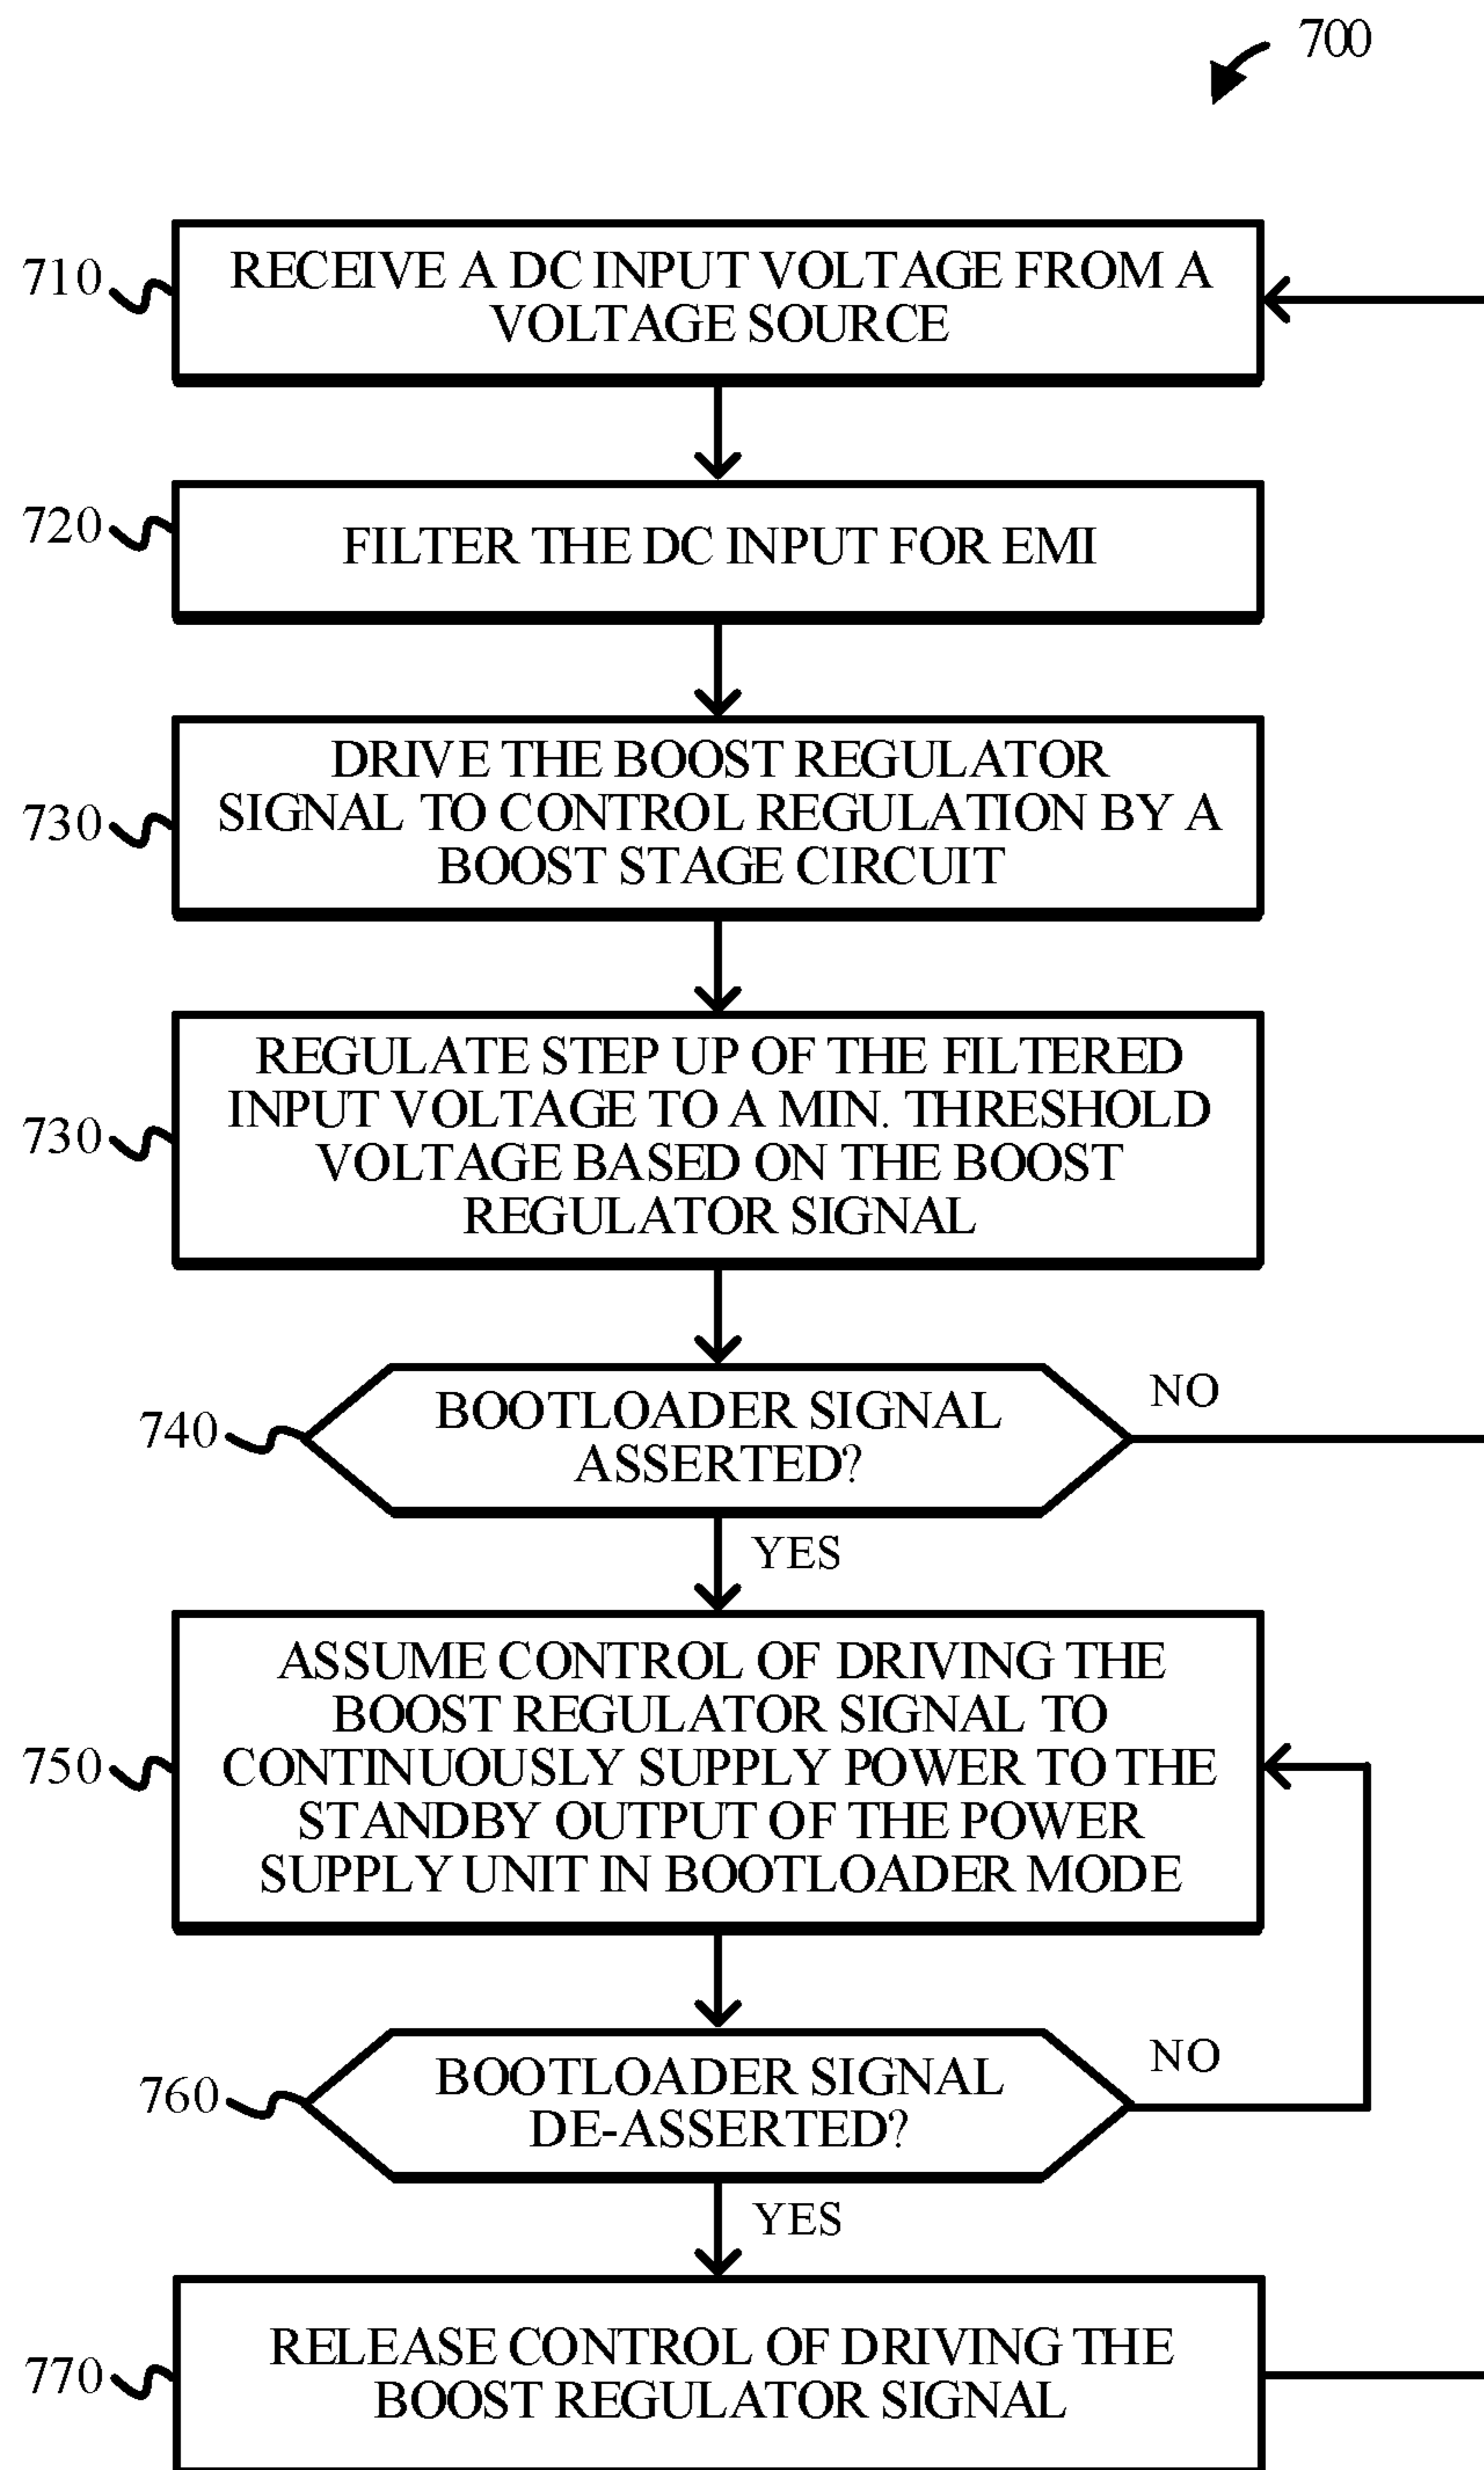 700
710
RECEIVE A DC INPUT VOLTAGE FROM A
VOLTAGE SOURCE
720
FILTER THE DC INPUT FOR EMI
730
DRIVE THE BOOST REGULATOR
SIGNAL TO CONTROL REGULATION BY A
BOOST STAGE CIRCUIT
730
REGULATE STEP UP OF THE FILTERED
INPUT VOLTAGE TO A MIN. THRESHOLD
VOLTAGE BASED ON THE BOOST
REGULATOR SIGNAL
740
BOOTLOADER SIGNAL
ASSERTED?
NO
YES
750
ASSUME CONTROL OF DRIVING THE
BOOST REGULATOR SIGNAL TO
CONTINUOUSLY SUPPLY POWER TO THE
STANDBY OUTPUT OF THE POWER
SUPPLY UNIT IN BOOTLOADER MODE
760
BOOTLOADER SIGNAL
DE-ASSERTED?
NO
YES
770
RELEASE CONTROL OF DRIVING THE
BOOST REGULATOR SIGNAL